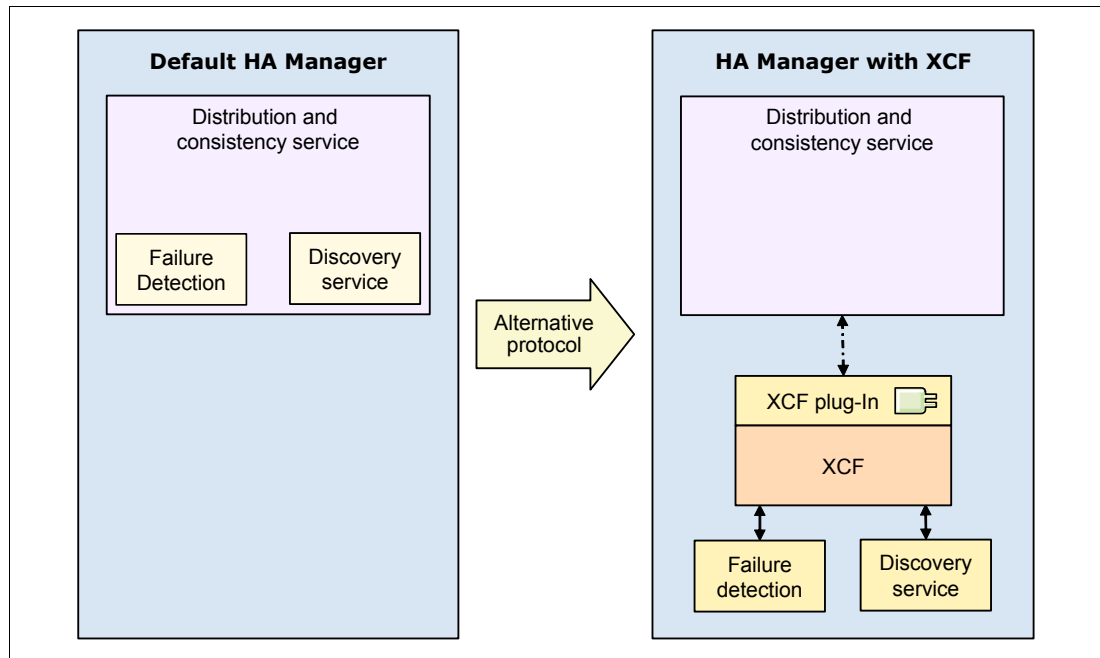 Default HA Manager
Distribution and
consistency service
Failure
Detection
Discovery
service
Alternative
protocol
HA Manager with XCF
Distribution and
consistency service
XCF plug-In
XCF
Failure
detection
Discovery
service